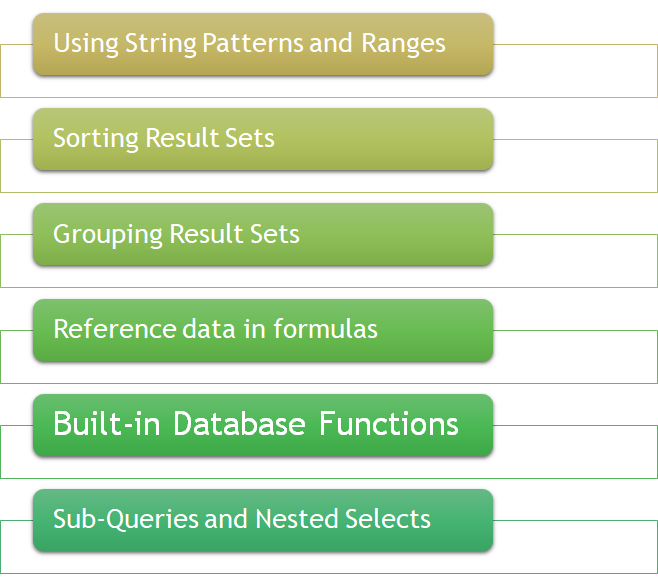 Using String Patterns and Ranges
Sorting Result Sets
Grouping Result Sets
Reference data in formulas
Built-in Database Functions
Sub-Queries and Nested Selects